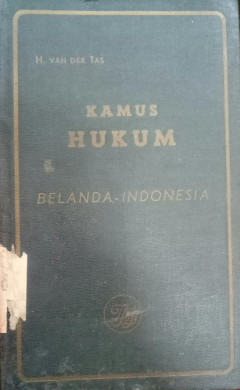 H. VAN DER TAS
KAMUS
HUKUM
BELANDA-INDONESIA